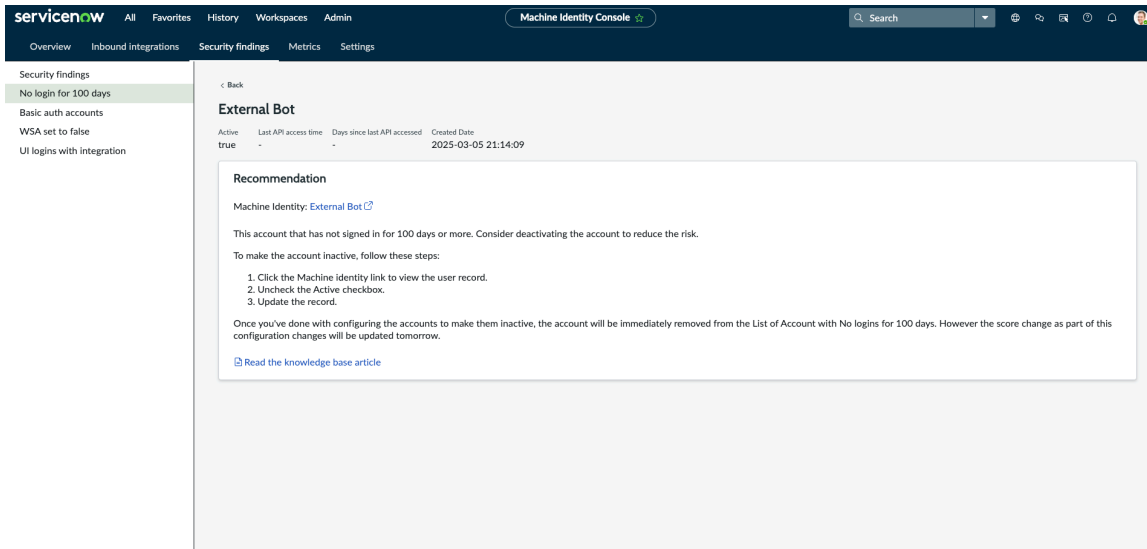 servicenow All Favorites History Workspaces Admin Machine Identity Console Search
Overview Inbound integrations Security findings Metrics Settings
Security findings
No login for 100 days
Basic auth accounts
WSA set to false
UI logins with integration
< Back
External Bot
Active Last API access time Days since last API accessed Created Date
true - - 2025-03-05 21:14:09
Recommendation
Machine Identity: External Bot
This account that has not signed in for 100 days or more. Consider deactivating the account to reduce the risk.
To make the account inactive, follow these steps:
1. Click the Machine identity link to view the user record.
2. Uncheck the Active checkbox.
3. Update the record.
Once you've done with configuring the accounts to make them inactive, the account will be immediately removed from the List of Account with No logins for 100 days. However the score change as part of this
configuration changes will be updated tomorrow.
Read the knowledge base article